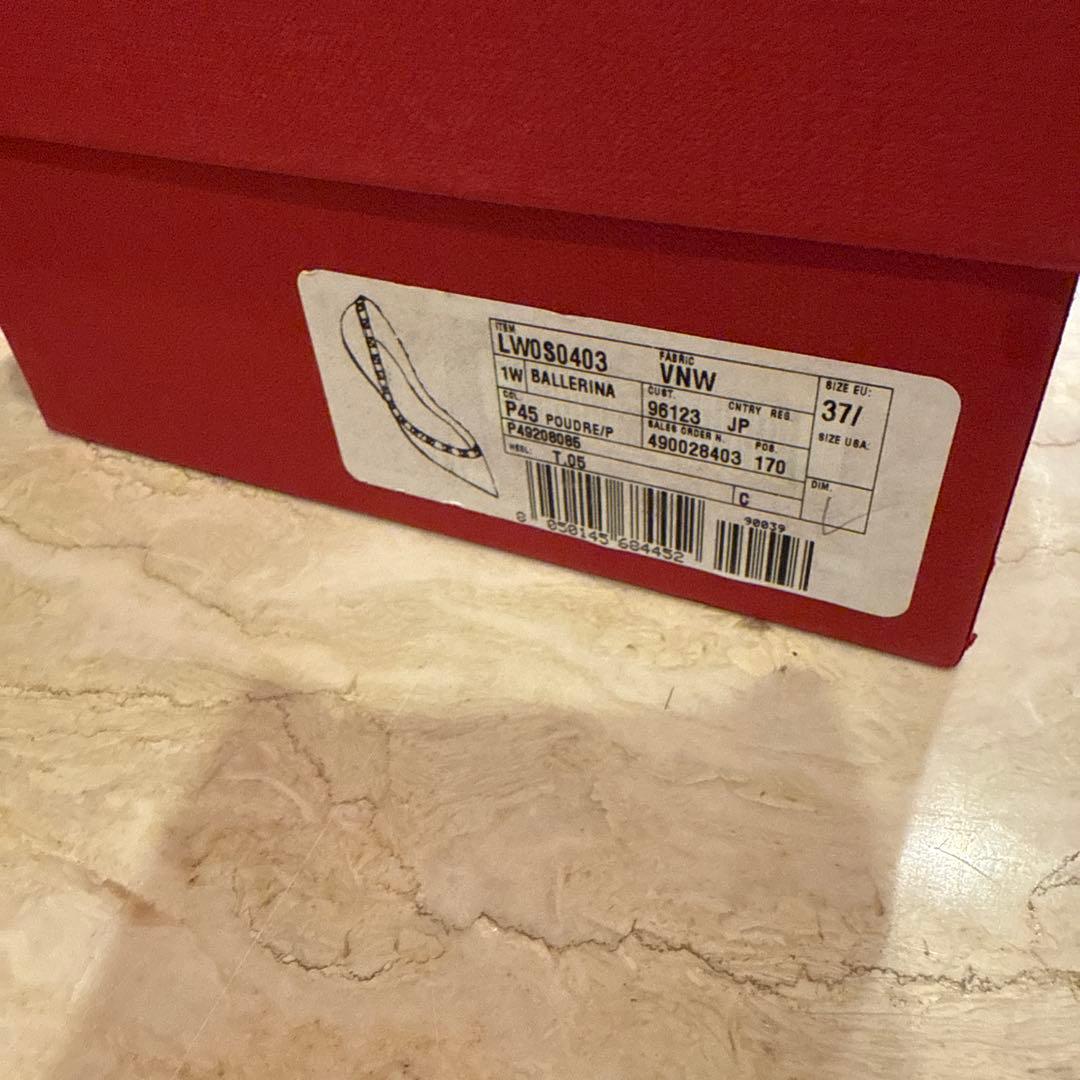 ITEM
LW0S0403
FABRIC
VNW
1W BALLERINA
CUST.
96123
CNTRY REG.
JP
SIZE EU:
37/
SIZE USA:
COL.
P45 POUDRE/P
P49208086
SALES ORDER N.
490028403
POS.
170
HEEL: T.05
C
DIM.
8 050145 684452
90039